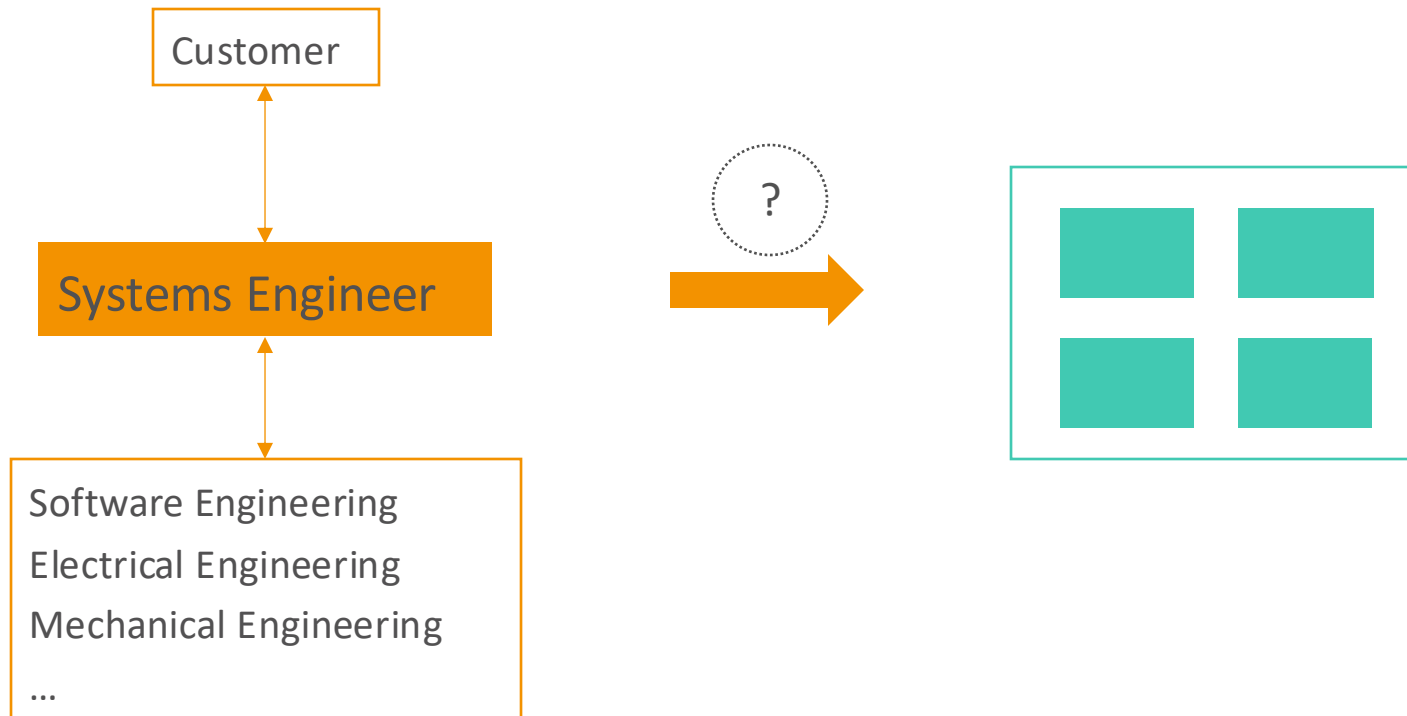 Customer
?
Systems Engineer
Software Engineering
Electrical Engineering
Mechanical Engineering
...